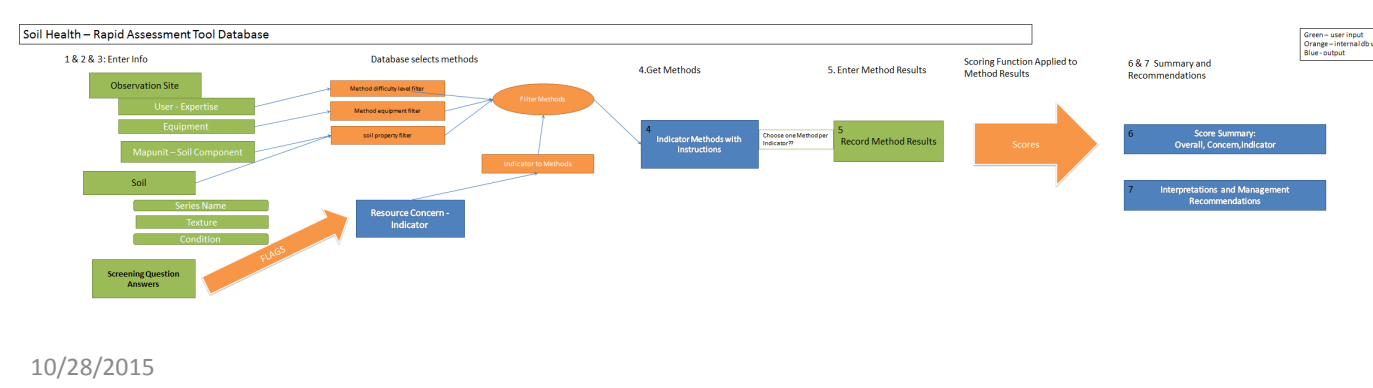 Soil Health – Rapid Assessment Tool Database
Green – user input
Orange – internal db
Blue - output
1 & 2 & 3: Enter Info
Database selects methods
4.Get Methods
5. Enter Method Results
Scoring Function Applied to
Method Results
6 & 7 Summary and
Recommendations
Observation Site
User - Expertise
Equipment
Mapunit – Soil Component
Soil
Series Name
Texture
Condition
Screening Question
Answers
FLAGS
Method difficulty level filter
Method equipment filter
soil property filter
Filter Methods
Indicator to Methods
Resource Concern -
Indicator
4
Indicator Methods with
Instructions
Choose one Method per
Indicator??
5
Record Method Results
Scores
6
Score Summary:
Overall, Concern,Indicator
7
Interpretations and Management
Recommendations
10/28/2015